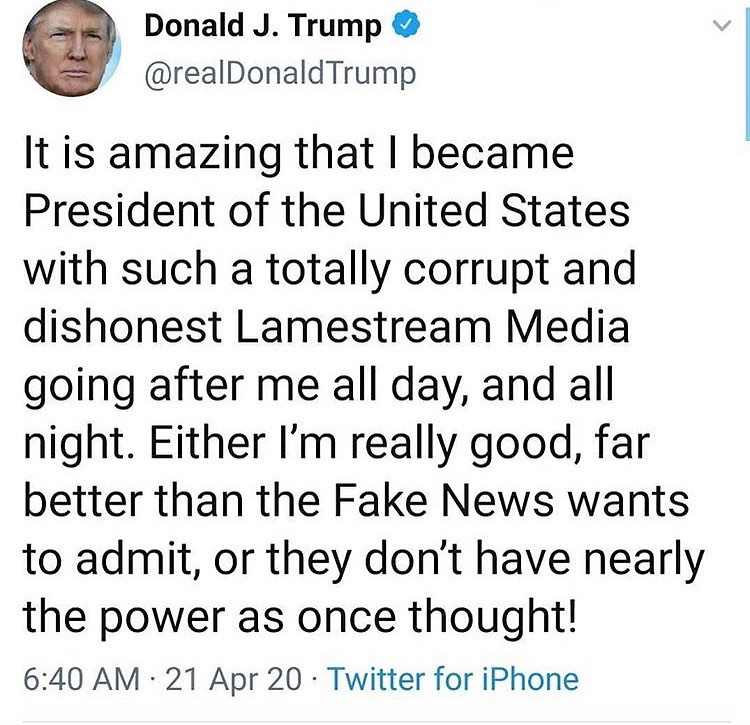 Donald J. Trump
@realDonaldTrump
It is amazing that I became
President of the United States
with such a totally corrupt and
dishonest Lamestream Media
going after me all day, and all
night. Either I’m really good, far
better than the Fake News wants
to admit, or they don’t have nearly
the power as once thought!
6:40 AM · 21 Apr 20 · Twitter for iPhone